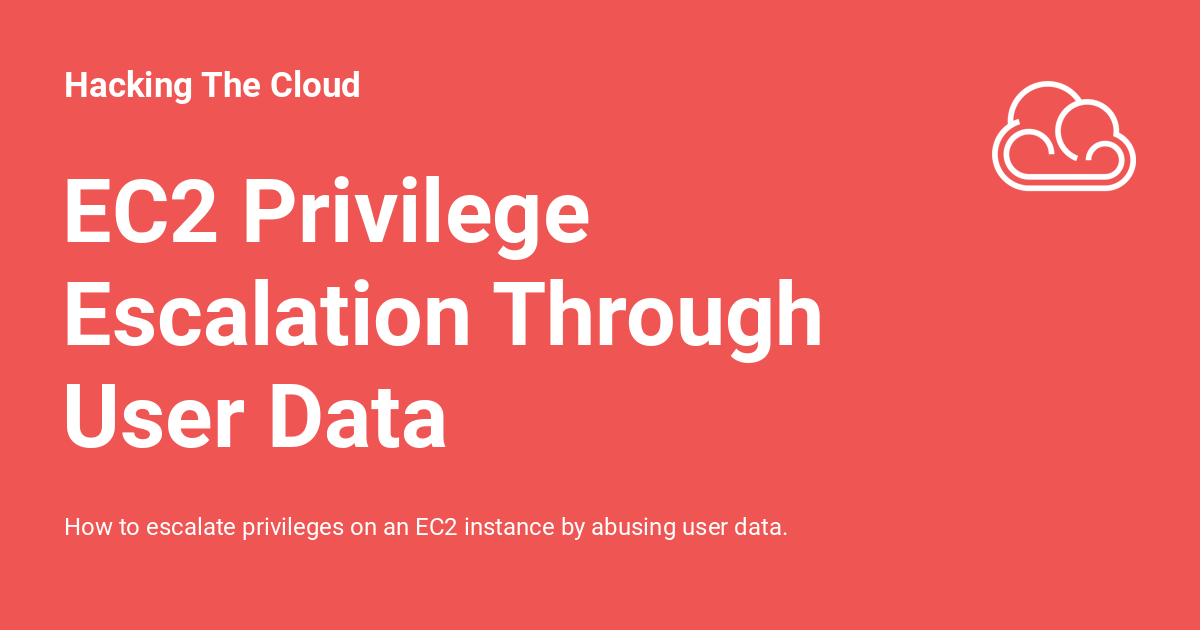 Hacking The Cloud
EC2 Privilege
Escalation Through
User Data
How to escalate privileges on an EC2 instance by abusing user data.